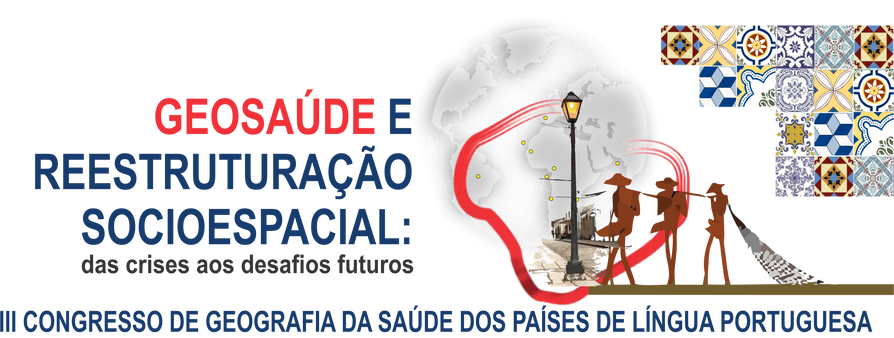 GEOSAÚDE E
REESTRUTURAÇÃO
SOCIOESPACIAL:
das crises aos desafios futuros
III CONGRESSO DE GEOGRAFIA DA SAÚDE DOS PAÍSES DE LÍNGUA PORTUGUESA